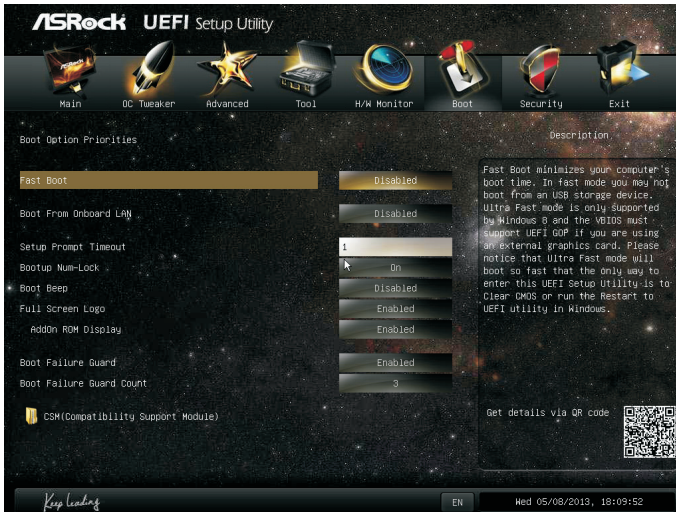 ASRock UEFI Setup Utility
ASRock
Main OC Tweaker Advanced Tool H/W Monitor Boot Security Exit
Boot Option Priorities
Fast Boot Disabled
Boot From Onboard LAN Disabled
Setup Prompt Timeout 1
Bootup Num-Lock On
Boot Beep Disabled
Full Screen Logo Enabled
AddOn ROM Display Enabled
Boot Failure Guard Enabled
Boot Failure Guard Count 3
CSM(Compatibility Support Module)
Description
Fast Boot minimizes your computer's
boot time. In fast mode you may not
boot from an USB storage device.
Ultra Fast mode is only supported
by Windows 8 and the VBIOS must
support UEFI GOP if you are using
an external graphics card. Please
notice that Ultra Fast mode will
boot so fast that the only way to
enter this UEFI Setup Utility is to
Clear CMOS or run the Restart to
UEFI utility in Windows.
Get details via QR code
Keep Leading
EN
Wed 05/08/2013, 18:09:52